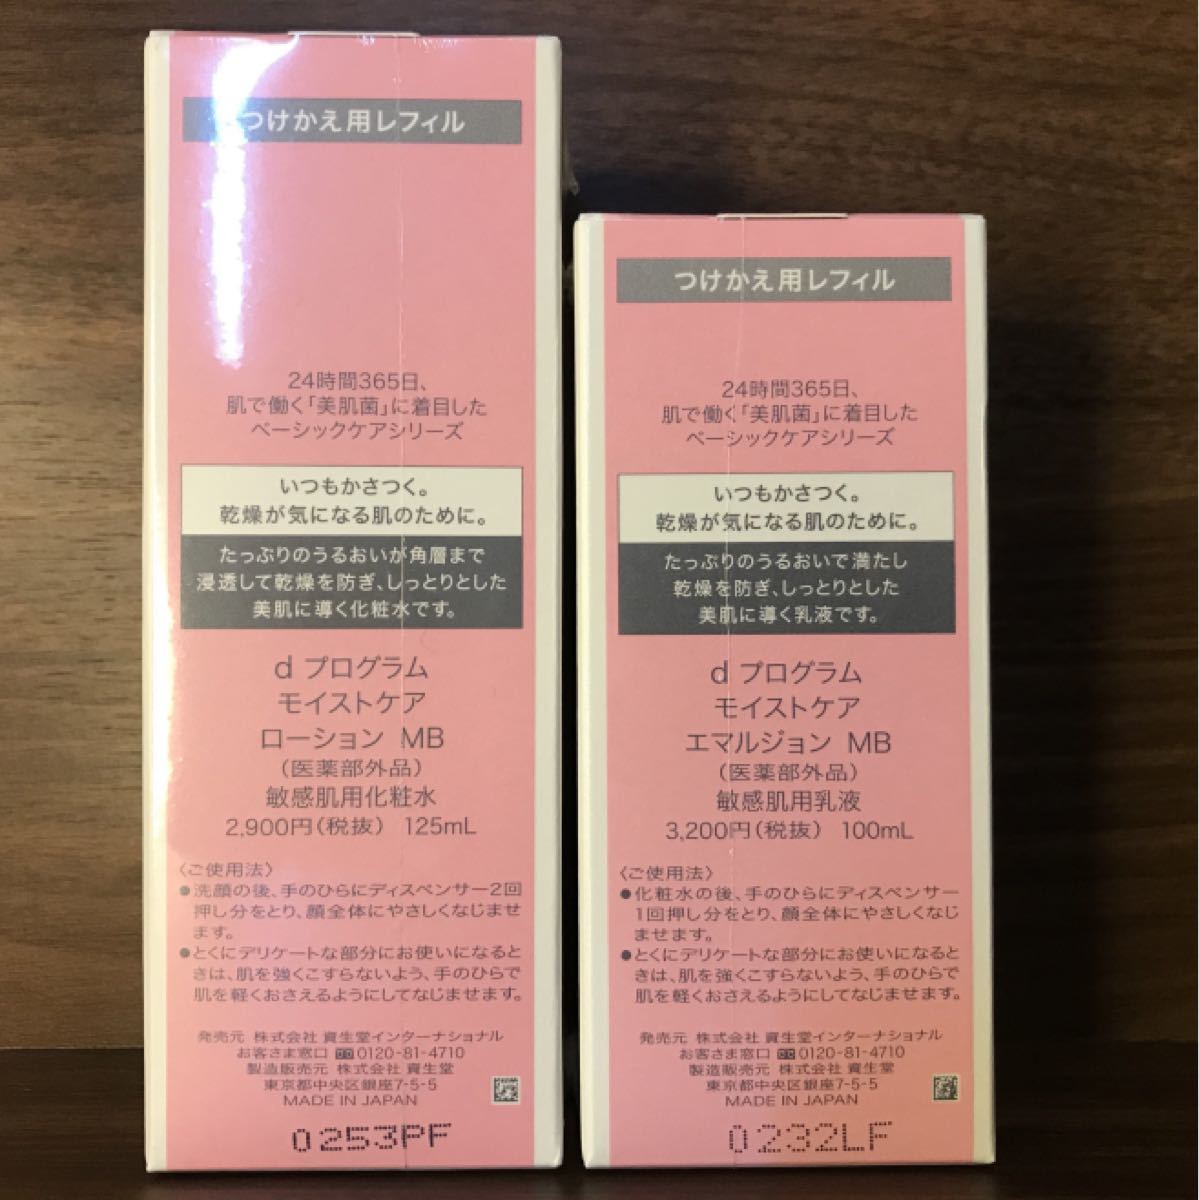 つけかえ用レフィル
24時間365日、
肌で働く「美肌菌」に着目した
ベーシックケアシリーズ
いつもかさつく。
乾燥が気になる肌のために。
たっぷりのうるおいが角層まで
浸透して乾燥を防ぎ、しっとりとした
美肌に導く化粧水です。
d プログラム
モイストケア
ローション MB
(医薬部外品)
敏感肌用化粧水
2,900円(税抜) 125mL
〈ご使用法〉
●洗顔の後、手のひらにディスペンサー2回
押し分をとり、顔全体にやさしくなじませ
ます。
●とくにデリケートな部分にお使いになると
きは、肌を強くこすらないよう、手のひらで
肌を軽くおさえるようにしてなじませます。
発売元 株式会社 資生堂インターナショナル
お客さま窓口 0120-81-4710
製造販売元 株式会社 資生堂
東京都中央区銀座7-5-5
MADE IN JAPAN
0253PF
つけかえ用レフィル
24時間365日、
肌で働く「美肌菌」に着目した
ベーシックケアシリーズ
いつもかさつく。
乾燥が気になる肌のために。
たっぷりのうるおいで満たし
乾燥を防ぎ、しっとりとした
美肌に導く乳液です。
d プログラム
モイストケア
エマルジョン MB
(医薬部外品)
敏感肌用乳液
3,200円(税抜) 100mL
〈ご使用法〉
●化粧水の後、手のひらにディスペンサー
1回押し分をとり、顔全体にやさしくなじ
ませます。
●とくにデリケートな部分にお使いになると
きは、肌を強くこすらないよう、手のひらで
肌を軽くおさえるようにしてなじませます。
発売元 株式会社 資生堂インターナショナル
お客さま窓口 0120-81-4710
製造販売元 株式会社 資生堂
東京都中央区銀座7-5-5
MADE IN JAPAN
0232LF